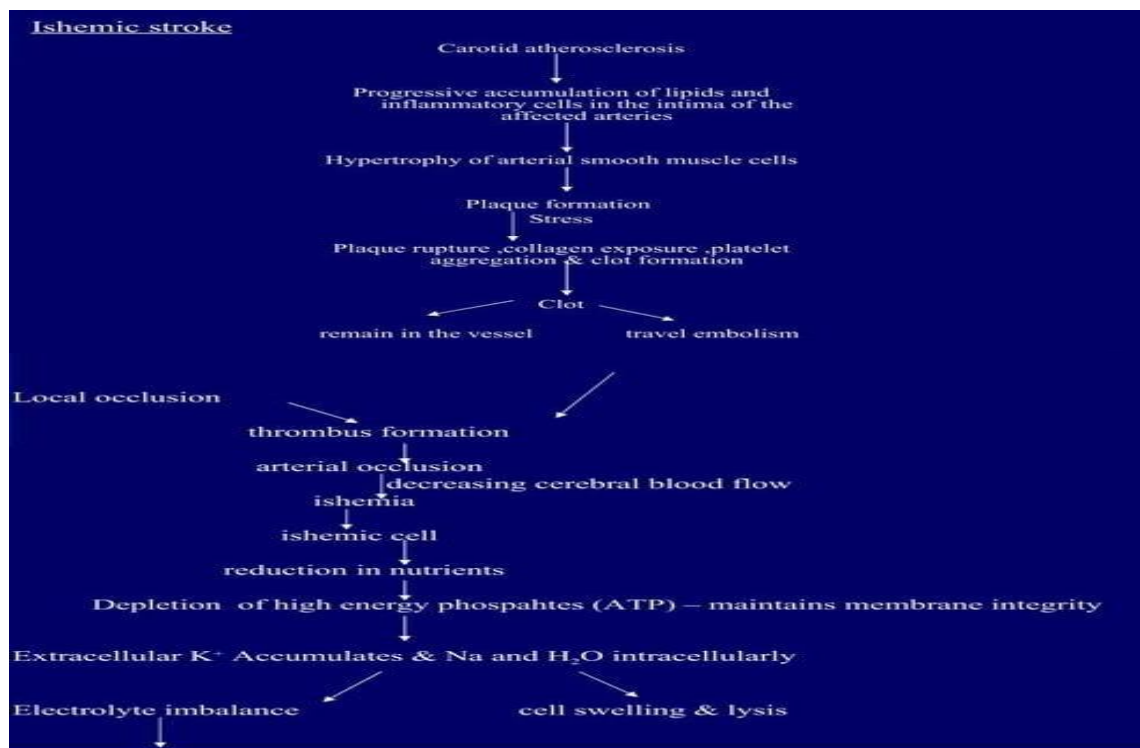 Ishemic stroke
Carotid atherosclerosis
Progressive accumulation of lipids and
inflammatory cells in the intima of the
affected arteries
Hypertrophy of arterial smooth muscle cells
Plaque formation
Stress
Plaque rupture ,collagen exposure ,platelet
aggregation & clot formation
Clot
remain in the vessel travel embolism
Local occlusion
thrombus formation
arterial occlusion
decreasing cerebral blood flow
ishemia
ishemic cell
reduction in nutrients
Depletion of high energy phospahtes (ATP) – maintains membrane integrity
Extracellular K⁺ Accumulates & Na and H₂O intracellularly
Electrolyte imbalance cell swelling & lysis